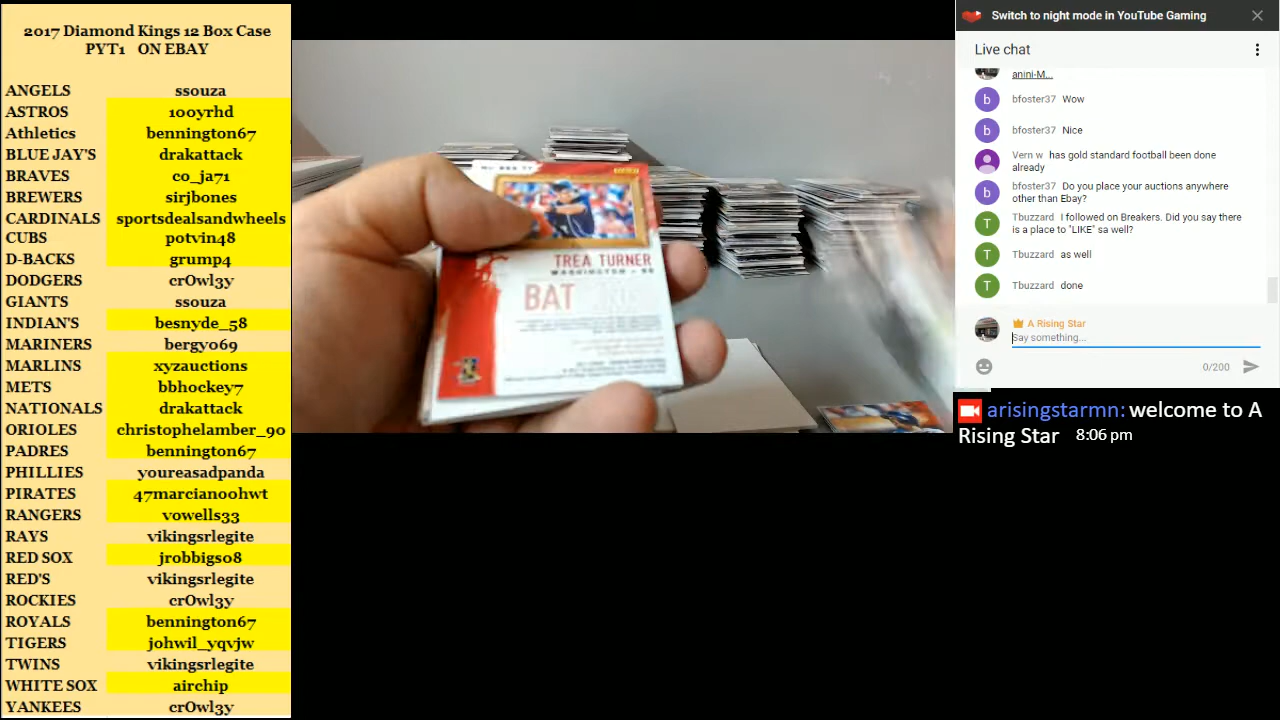 2017 Diamond Kings 12 Box Case
PYT1 ON EBAY
ANGELS ssouza
ASTROS 100yrhd
Athletics bennington67
BLUE JAY'S drakattack
BRAVES co_ja71
BREWERS sirjbones
CARDINALS sportsdealsandwheels
CUBS potvin48
D-BACKS grump4
DODGERS crOwl3y
GIANTS ssouza
INDIAN'S besnyde_58
MARINERS bergy069
MARLINS xyzauctions
METS bbhockey7
NATIONALS drakattack
ORIOLES christophelamber_90
PADRES bennington67
PHILLIES youreasadpanda
PIRATES 47marcianoohwt
RANGERS vowells33
RAYS vikingsrlegite
RED SOX jrobbigs08
RED'S vikingsrlegite
ROCKIES crOwl3y
ROYALS bennington67
TIGERS johwil_yqvjw
TWINS vikingsrlegite
WHITE SOX airchip
YANKEES crOwl3y
TREA TURNER
BAT
Switch to night mode in YouTube Gaming
Live chat
anini-M...
b bfoster37 Wow
b bfoster37 Nice
Vern w has gold standard football been done
already
b bfoster37 Do you place your auctions anywhere
other than Ebay?
T Tbuzzard I followed on Breakers. Did you say there
is a place to "LIKE" sa well?
T Tbuzzard as well
T Tbuzzard done
A Rising Star
Say something...
0/200
arisingstarmn: welcome to A
Rising Star 8:06 pm